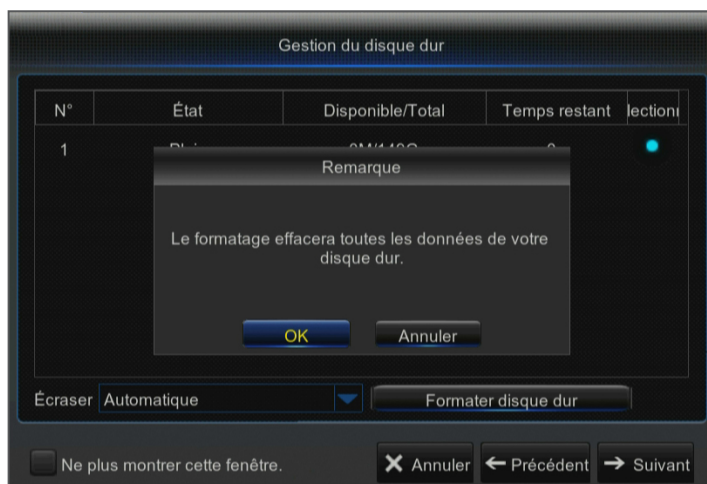 Gestion du disque dur
N° État Disponible/Total Temps restant lectionı
1
Remarque
Le formatage effacera toutes les données de votre
disque dur.
OK Annuler
Écraser Automatique Formater disque dur
Ne plus montrer cette fenêtre. Annuler Précédent Suivant